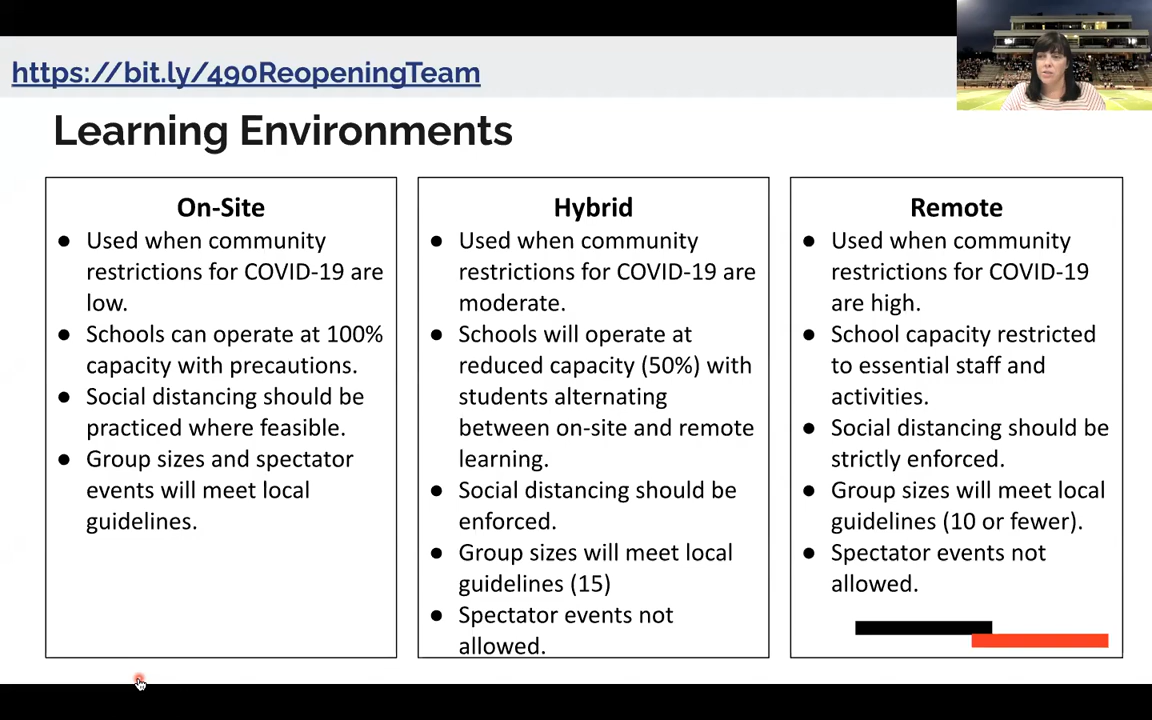 https://bit.ly/490ReopeningTeam
Learning Environments
On-Site
● Used when community
restrictions for COVID-19 are
low.
● Schools can operate at 100%
capacity with precautions.
● Social distancing should be
practiced where feasible.
● Group sizes and spectator
events will meet local
guidelines.
Hybrid
● Used when community
restrictions for COVID-19 are
moderate.
● Schools will operate at
reduced capacity (50%) with
students alternating
between on-site and remote
learning.
● Social distancing should be
enforced.
● Group sizes will meet local
guidelines (15)
● Spectator events not
allowed.
Remote
● Used when community
restrictions for COVID-19
are high.
● School capacity restricted
to essential staff and
activities.
● Social distancing should be
strictly enforced.
● Group sizes will meet local
guidelines (10 or fewer).
● Spectator events not
allowed.